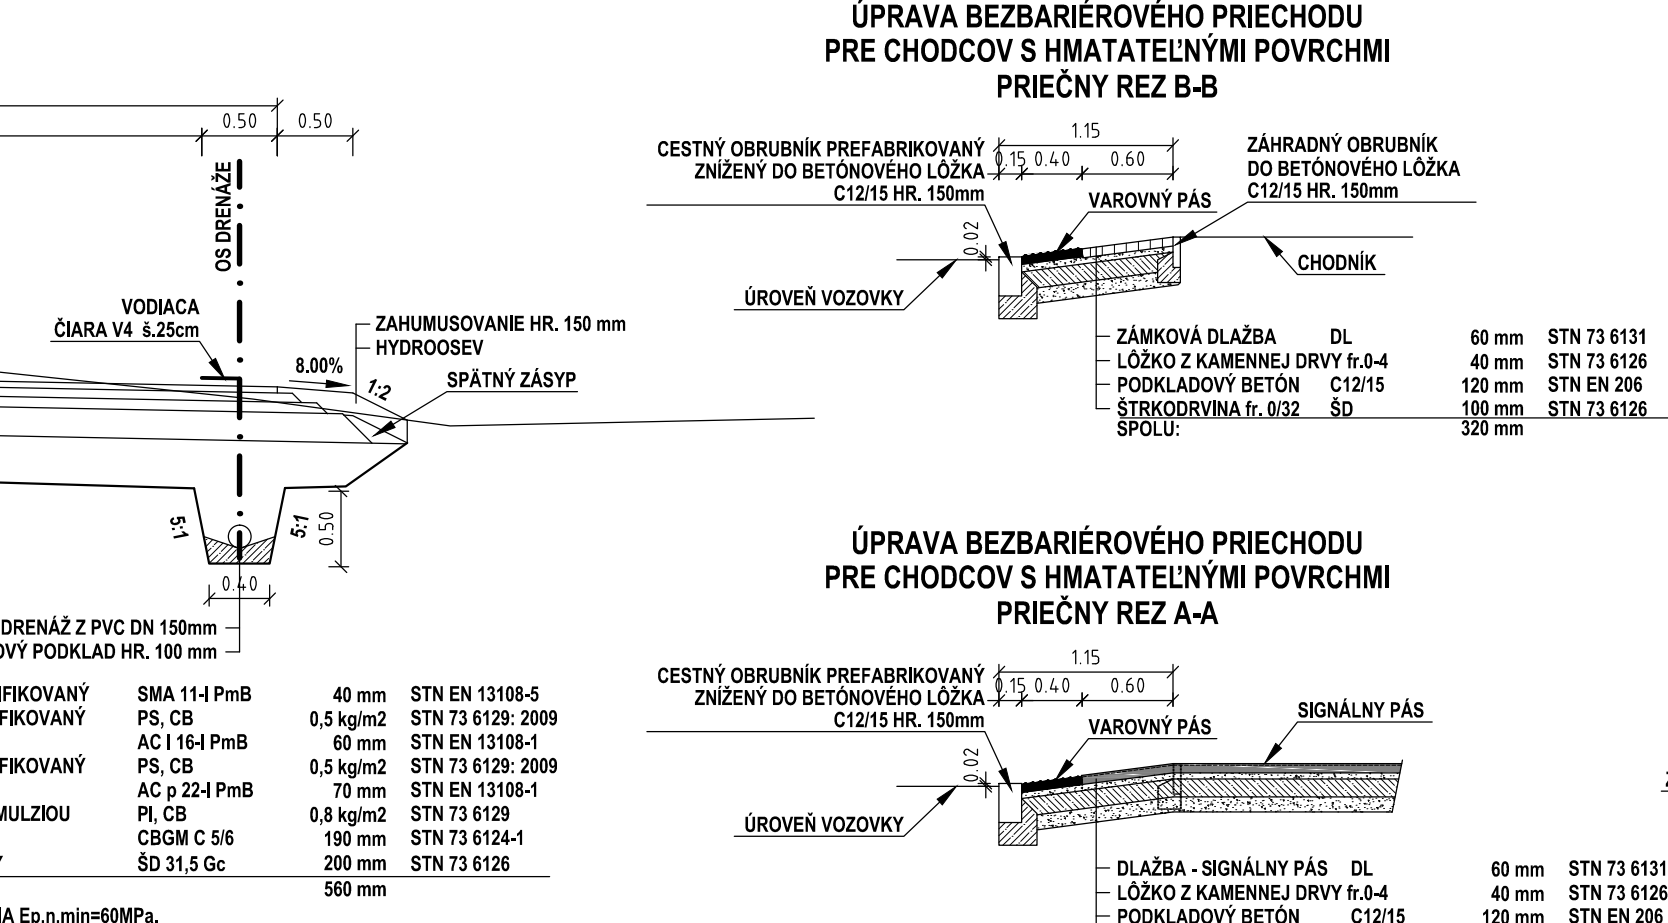 ÚPRAVA BEZBARIÉROVÉHO PRIECHODU
PRE CHODCOV S HMATATEĽNÝMI POVRCHMI
PRIEČNY REZ B-B
0.50
0.50
OS DRENÁŽE
VODIACA
ČIARA V4 š.25cm
8.00%
1:2
ZAHUMUSOVANIE HR. 150 mm
HYDROOSEV
SPÄTNÝ ZÁSYP
5:1
5:1
0.50
0.40
DRENÁŽ Z PVC DN 150mm
OVÝ PODKLAD HR. 100 mm
IFIKOVANÝ SMA 11-I PmB 40 mm STN EN 13108-5
FIKOVANÝ PS, CB 0,5 kg/m2 STN 73 6129: 2009
AC l 16-I PmB 60 mm STN EN 13108-1
FIKOVANÝ PS, CB 0,5 kg/m2 STN 73 6129: 2009
AC p 22-I PmB 70 mm STN EN 13108-1
MULZIOU PI, CB 0,8 kg/m2 STN 73 6129
CBGM C 5/6 190 mm STN 73 6124-1
Ý ŠD 31,5 Gc 200 mm STN 73 6126
560 mm
IA Ep.n.min=60MPa.
1.15
0.15 0.40 0.60
CESTNÝ OBRUBNÍK PREFABRIKOVANÝ
ZNÍŽENÝ DO BETÓNOVÉHO LÔŽKA
C12/15 HR. 150mm
ZÁHRADNÝ OBRUBNÍK
DO BETÓNOVÉHO LÔŽKA
C12/15 HR. 150mm
VAROVNÝ PÁS
0.02
CHODNÍK
ÚROVEŇ VOZOVKY
ZÁMKOVÁ DLAŽBA DL 60 mm STN 73 6131
LÔŽKO Z KAMENNEJ DRVY fr.0-4 40 mm STN 73 6126
PODKLADOVÝ BETÓN C12/15 120 mm STN EN 206
ŠTRKODRVINA fr. 0/32 ŠD 100 mm STN 73 6126
SPOLU: 320 mm
ÚPRAVA BEZBARIÉROVÉHO PRIECHODU
PRE CHODCOV S HMATATEĽNÝMI POVRCHMI
PRIEČNY REZ A-A
1.15
0.15 0.40 0.60
CESTNÝ OBRUBNÍK PREFABRIKOVANÝ
ZNÍŽENÝ DO BETÓNOVÉHO LÔŽKA
C12/15 HR. 150mm
SIGNÁLNY PÁS
VAROVNÝ PÁS
0.02
ÚROVEŇ VOZOVKY
DLAŽBA - SIGNÁLNY PÁS DL 60 mm STN 73 6131
LÔŽKO Z KAMENNEJ DRVY fr.0-4 40 mm STN 73 6126
PODKLADOVÝ BETÓN C12/15 120 mm STN EN 206